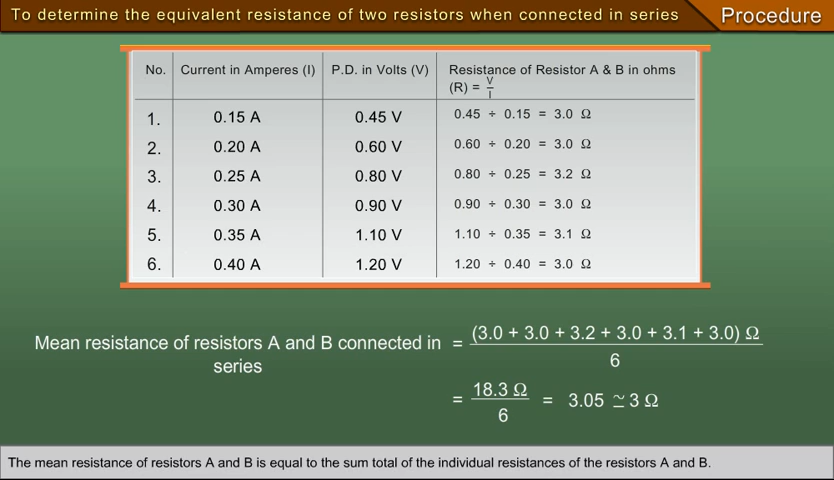 To determine the equivalent resistance of two resistors when connected in series
Procedure
No. Current in Amperes (I) P.D. in Volts (V) Resistance of Resistor A & B in ohms
(R) = V/I
1. 0.15 A 0.45 V 0.45 ÷ 0.15 = 3.0 Ω
2. 0.20 A 0.60 V 0.60 ÷ 0.20 = 3.0 Ω
3. 0.25 A 0.80 V 0.80 ÷ 0.25 = 3.2 Ω
4. 0.30 A 0.90 V 0.90 ÷ 0.30 = 3.0 Ω
5. 0.35 A 1.10 V 1.10 ÷ 0.35 = 3.1 Ω
6. 0.40 A 1.20 V 1.20 ÷ 0.40 = 3.0 Ω
Mean resistance of resistors A and B connected in
series
= (3.0 + 3.0 + 3.2 + 3.0 + 3.1 + 3.0) Ω
6
= 18.3 Ω / 6 = 3.05 ≃ 3 Ω
The mean resistance of resistors A and B is equal to the sum total of the individual resistances of the resistors A and B.